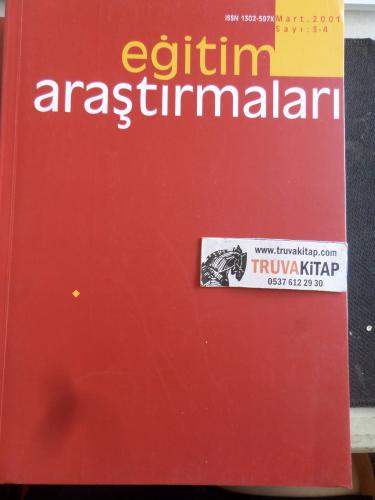 ISSN 1302-597X
Mart.2001
Sayı:3-4
eğitim
araştırmaları
www.truvakitap.com
TRUVAKİTAP
0537 612 29 30